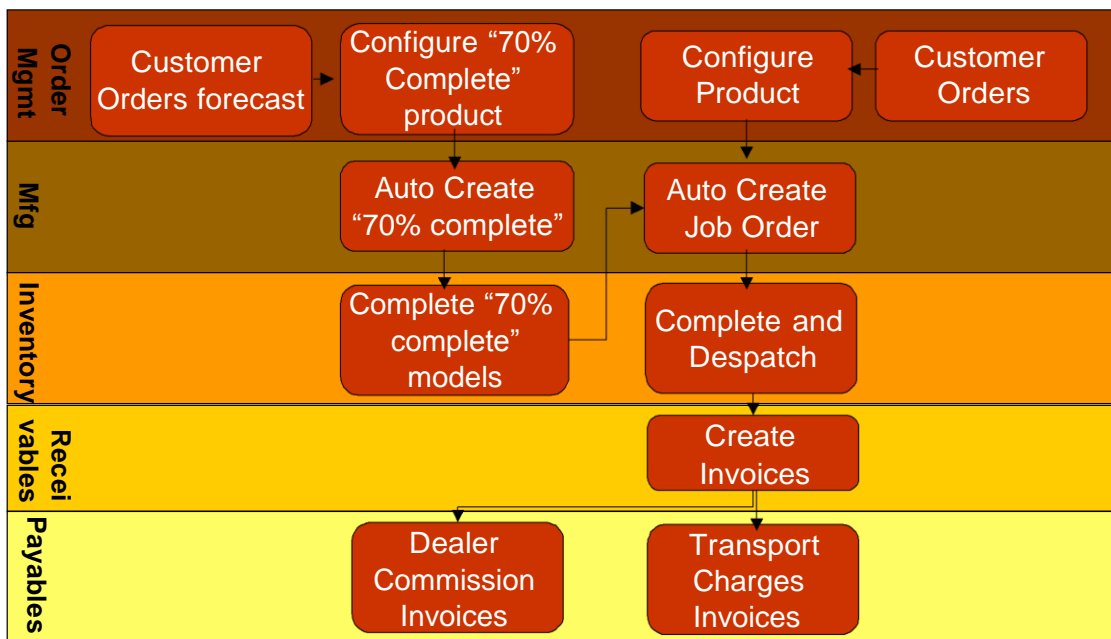 Order
Mgmt
Customer
Orders forecast
Configure “70%
Complete”
product
Configure
Product
Customer
Orders
Mfg
Auto Create
“70% complete”
Auto Create
Job Order
Inventory
Complete “70%
complete”
models
Complete and
Despatch
Recei
vables
Create
Invoices
Payables
Dealer
Commission
Invoices
Transport
Charges
Invoices